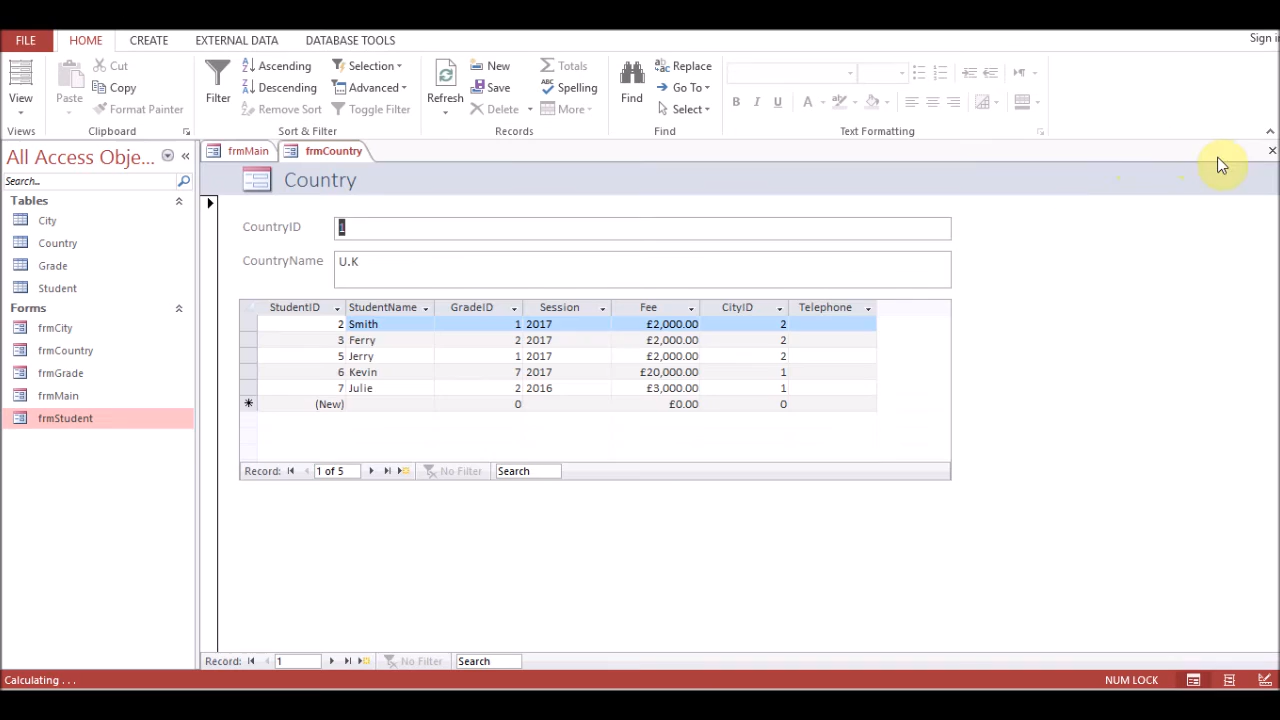 FILE HOME CREATE EXTERNAL DATA DATABASE TOOLS Sign i
View
Paste
Cut
Copy
Format Painter
Filter
Ascending
Descending
Remove Sort
Selection
Advanced
Toggle Filter
Refresh
New
Save
Delete
Totals
Spelling
More
Find
Replace
Go To
Select
B I U A
Views Clipboard Sort & Filter Records Find Text Formatting
All Access Obje...
Search...
Tables
City
Country
Grade
Student
Forms
frmCity
frmCountry
frmGrade
frmMain
frmStudent
frmMain frmCountry
Country
CountryID 1
CountryName U.K
StudentID StudentName GradeID Session Fee CityID Telephone
2 Smith 1 2017 £2,000.00 2
3 Ferry 2 2017 £2,000.00 2
5 Jerry 1 2017 £2,000.00 2
6 Kevin 7 2017 £20,000.00 1
7 Julie 2 2016 £3,000.00 1
(New) 0 £0.00 0
Record: 1 of 5 No Filter Search
Record: 1 No Filter Search
Calculating . . . NUM LOCK